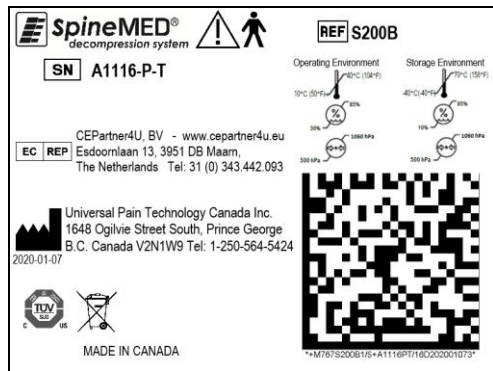 SpineMED®
decompression system
REF S200B
SN A1116-P-T
Operating Environment
40°C (104°F)
10°C (50°F)
85%
30%
1060 hPa
500 hPa
Storage Environment
70°C (158°F)
-40°C(-40°F)
85%
1060 hPa
500 hPa
EC REP
CEPartner4U, BV - www.cepartner4u.eu
Esdoornlaan 13, 3951 DB Maarn,
The Netherlands Tel: 31 (0) 343.442.093
Universal Pain Technology Canada Inc.
1648 Ogilvie Street South, Prince George
B.C. Canada V2N1W9 Tel: 1-250-564-5424
2020-01-07
TÜV
SUD
C US
MADE IN CANADA
*+M767S200B1/S+A1116PT/16D202001073*